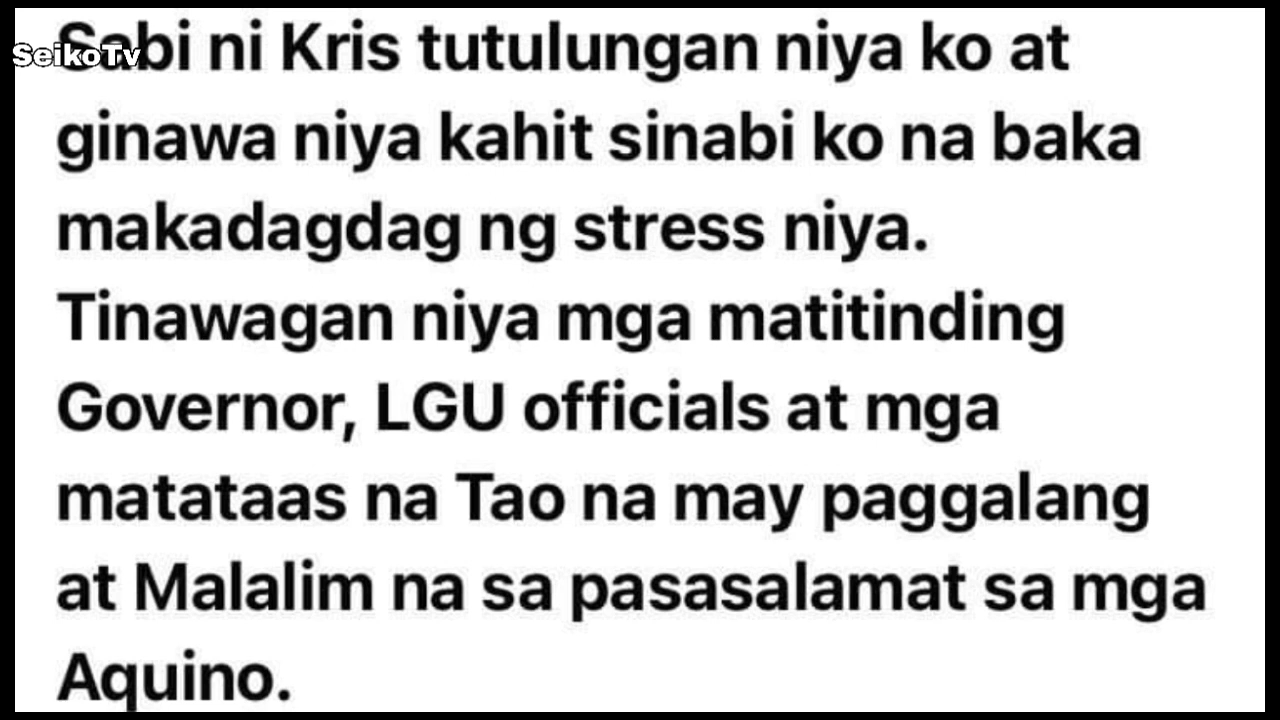 SeikoTv
Sabi ni Kris tutulungan niya ko at
ginawa niya kahit sinabi ko na baka
makadagdag ng stress niya.
Tinawagan niya mga matitinding
Governor, LGU officials at mga
matataas na Tao na may paggalang
at Malalim na sa pasasalamat sa mga
Aquino.